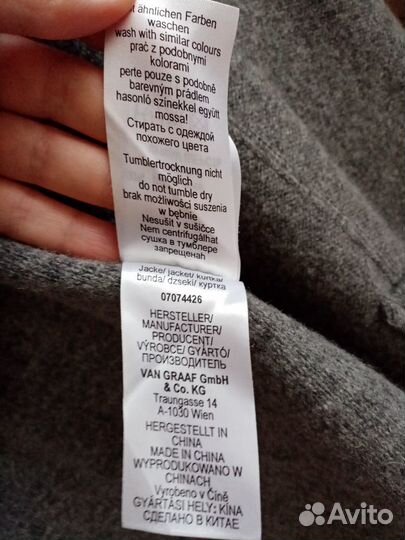 ähnlichen Farben
waschen
wash with similar colours
prać z podobnymi
kolorami
perte pouze s podobně
barevným prádlem
hasonló színekkel együtt
mossa!
Стирать с одеждой
похожего цвета
Tumblertrocknung nicht
möglich
do not tumble dry
brak możliwości suszenia
w bębnie
Nesušit v sušičce
Nem centrifugálhat
сушка в тумблере
запрещенан
Jacke/ jacket/ kurtka/
bunda/ dzseki/ куртка
07074426
HERSTELLER/
MANUFACTURER/
PRODUCENT/
VÝROBCE/ GYÁRTÓ/
ПРОИЗВОДИТЕЛЬ
VAN GRAAF GmbH
& Co. KG
Traungasse 14
A-1030 Wien
HERGESTELLT IN
CHINA
MADE IN CHINA
WYPRODUKOWANO W
CHINACH
Vyrobeno v Číně
GYÁRTÁSI HELY: KÍNA
СДЕЛАНО В КИТАЕ
Avito